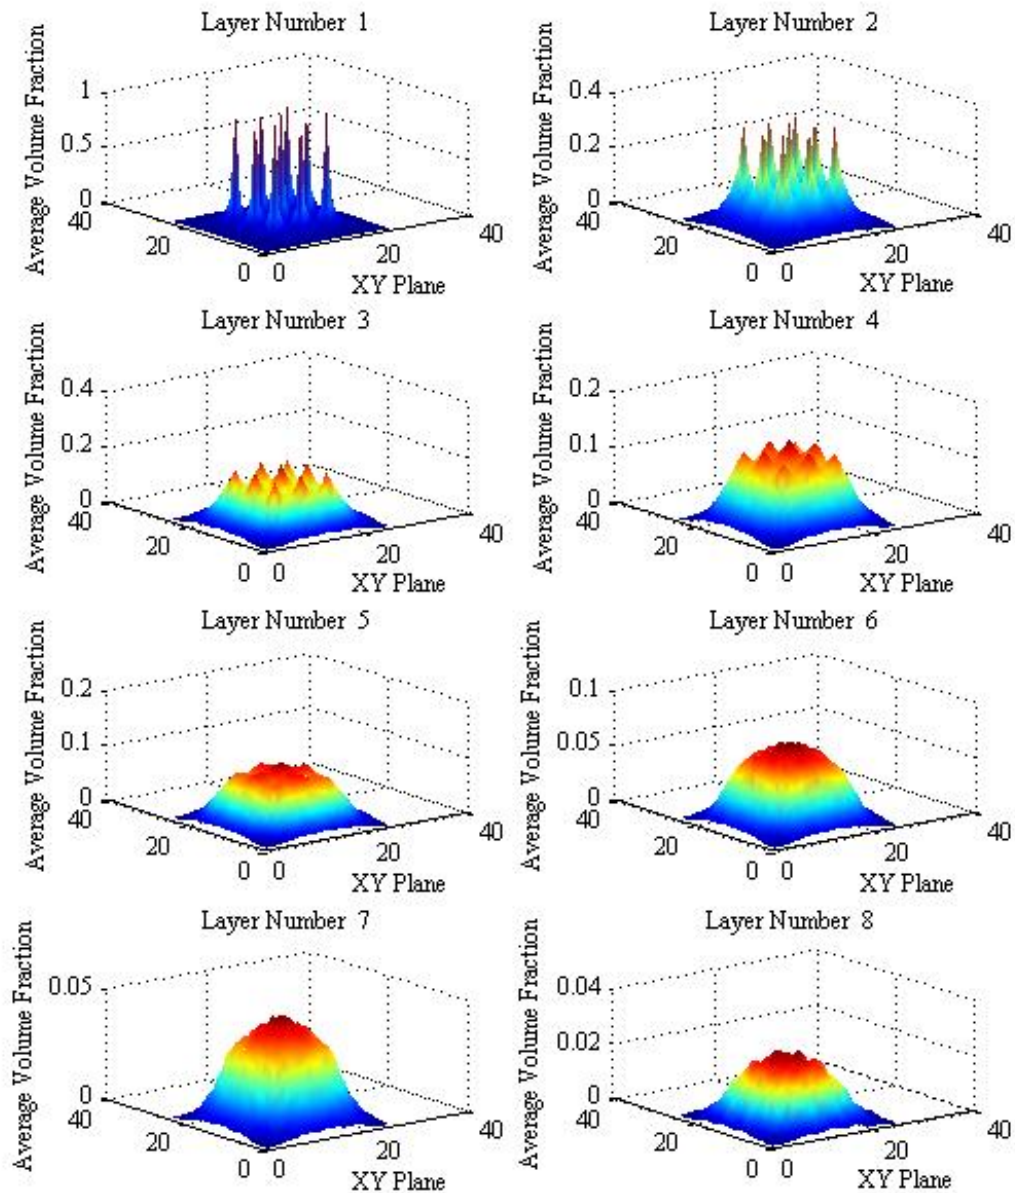 Layer Number 1
Average Volume Fraction
1
0.5
0
40
20
0
0
20
40
XY Plane
Layer Number 2
Average Volume Fraction
0.4
0.2
0
40
20
0
0
20
40
XY Plane
Layer Number 3
Average Volume Fraction
0.4
0.2
0
40
20
0
0
20
40
XY Plane
Layer Number 4
Average Volume Fraction
0.2
0.1
0
40
20
0
0
20
40
XY Plane
Layer Number 5
Average Volume Fraction
0.2
0.1
0
40
20
0
0
20
40
XY Plane
Layer Number 6
Average Volume Fraction
0.1
0.05
0
40
20
0
0
20
40
XY Plane
Layer Number 7
Average Volume Fraction
0.05
0
40
20
0
0
20
40
XY Plane
Layer Number 8
Average Volume Fraction
0.04
0.02
0
40
20
0
0
20
40
XY Plane